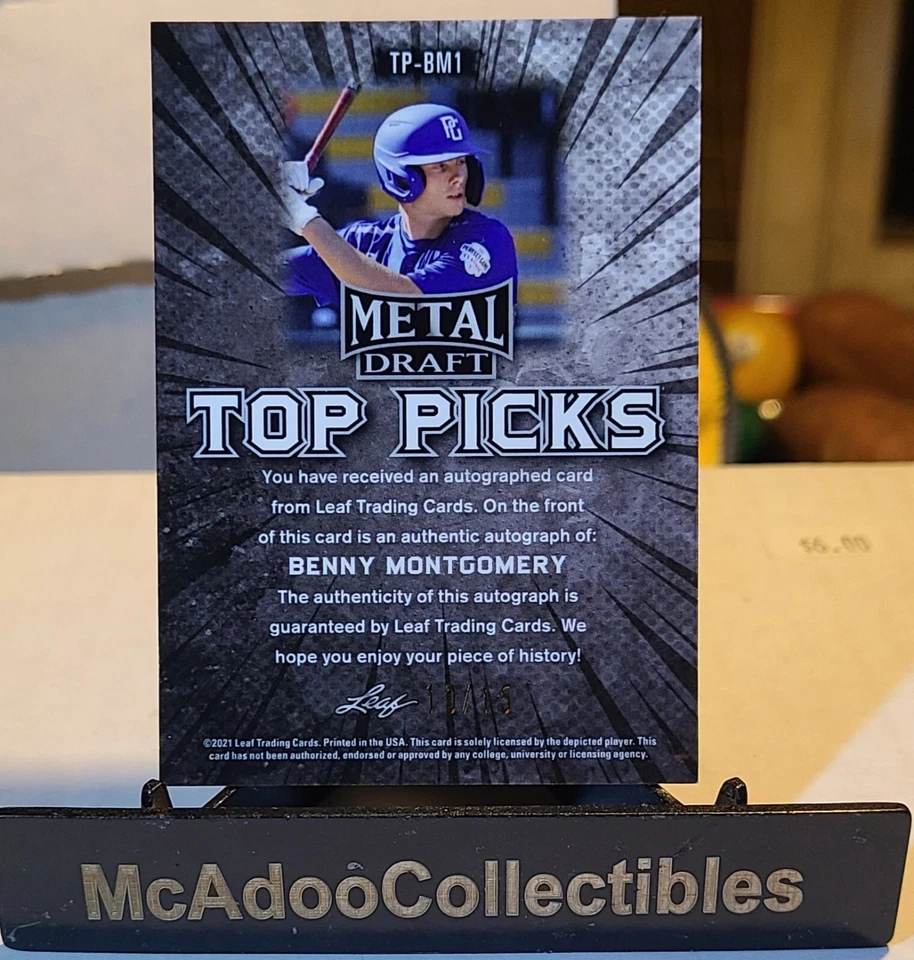 TP-BM1
PG
METAL
DRAFT
TOP PICKS
You have received an autographed card
from Leaf Trading Cards. On the front
of this card is an authentic autograph of:
BENNY MONTGOMERY
The authenticity of this autograph is
guaranteed by Leaf Trading Cards. We
hope you enjoy your piece of history!
Leaf
©2021 Leaf Trading Cards. Printed in the USA. This card is solely licensed by the depicted player. This
card has not been authorized, endorsed or approved by any college, university or licensing agency.
$6.00
McAdooCollectibles